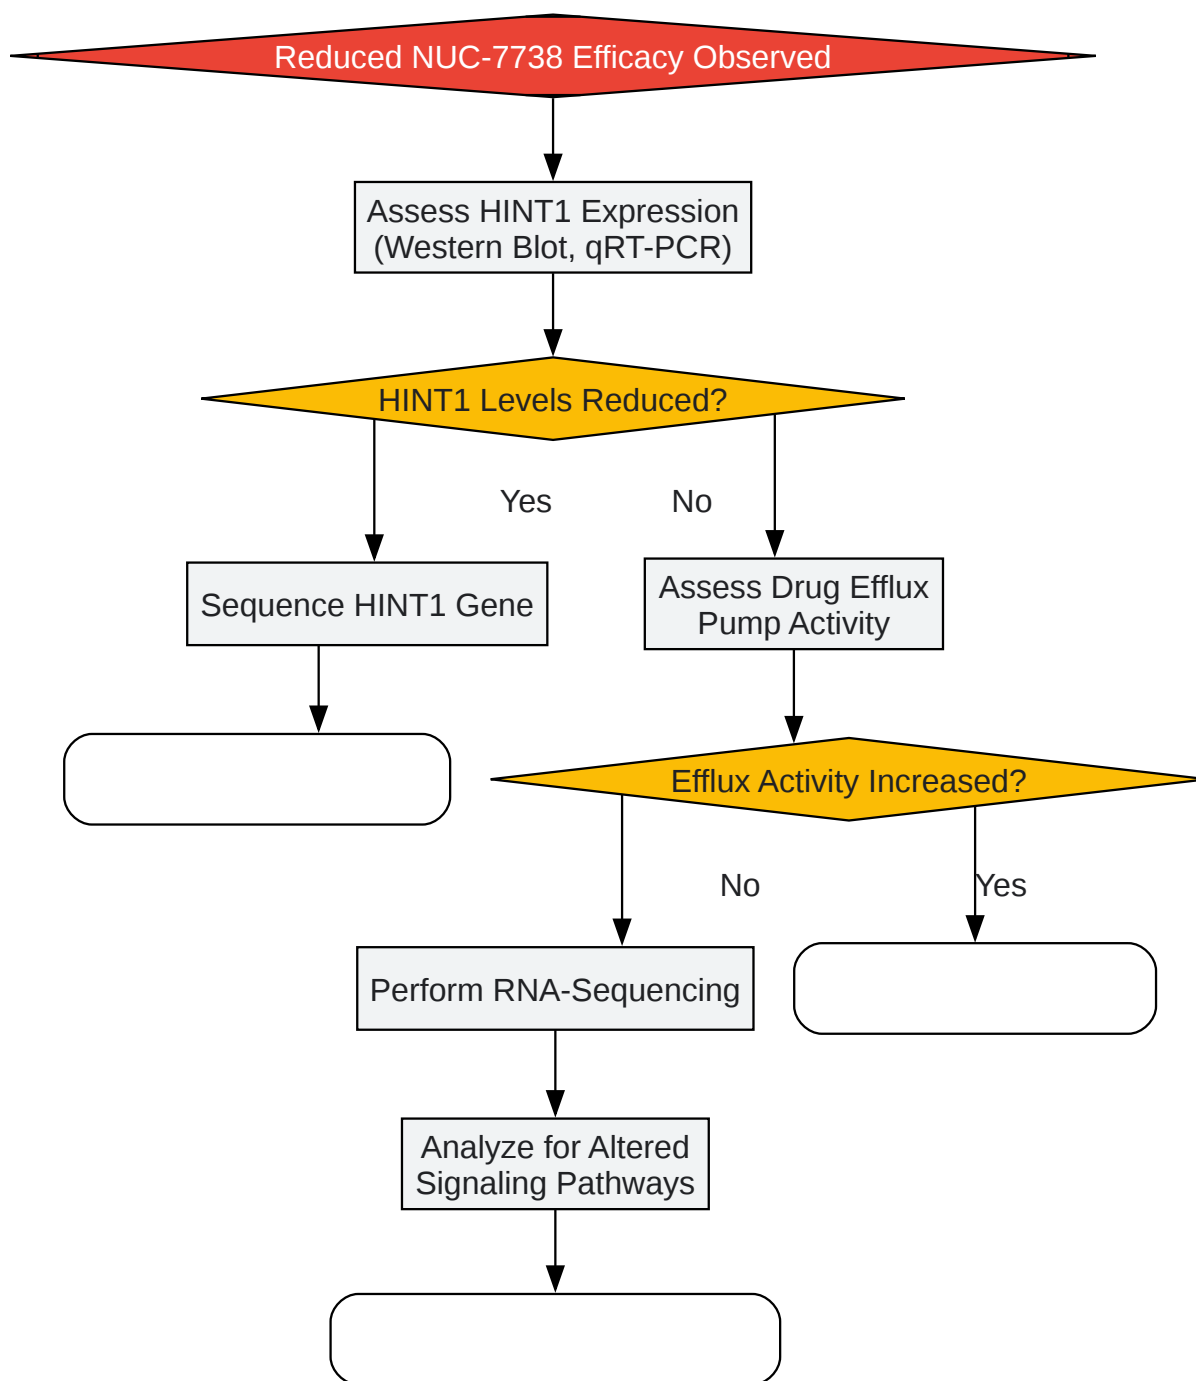 Reduced NUC-7738 Efficacy Observed
Assess HINT1 Expression
(Western Blot, qRT-PCR)
HINT1 Levels Reduced?
Yes
No
Sequence HINT1 Gene
Assess Drug Efflux
Pump Activity
Efflux Activity Increased?
No
Yes
Perform RNA-Sequencing
Analyze for Altered
Signaling Pathways